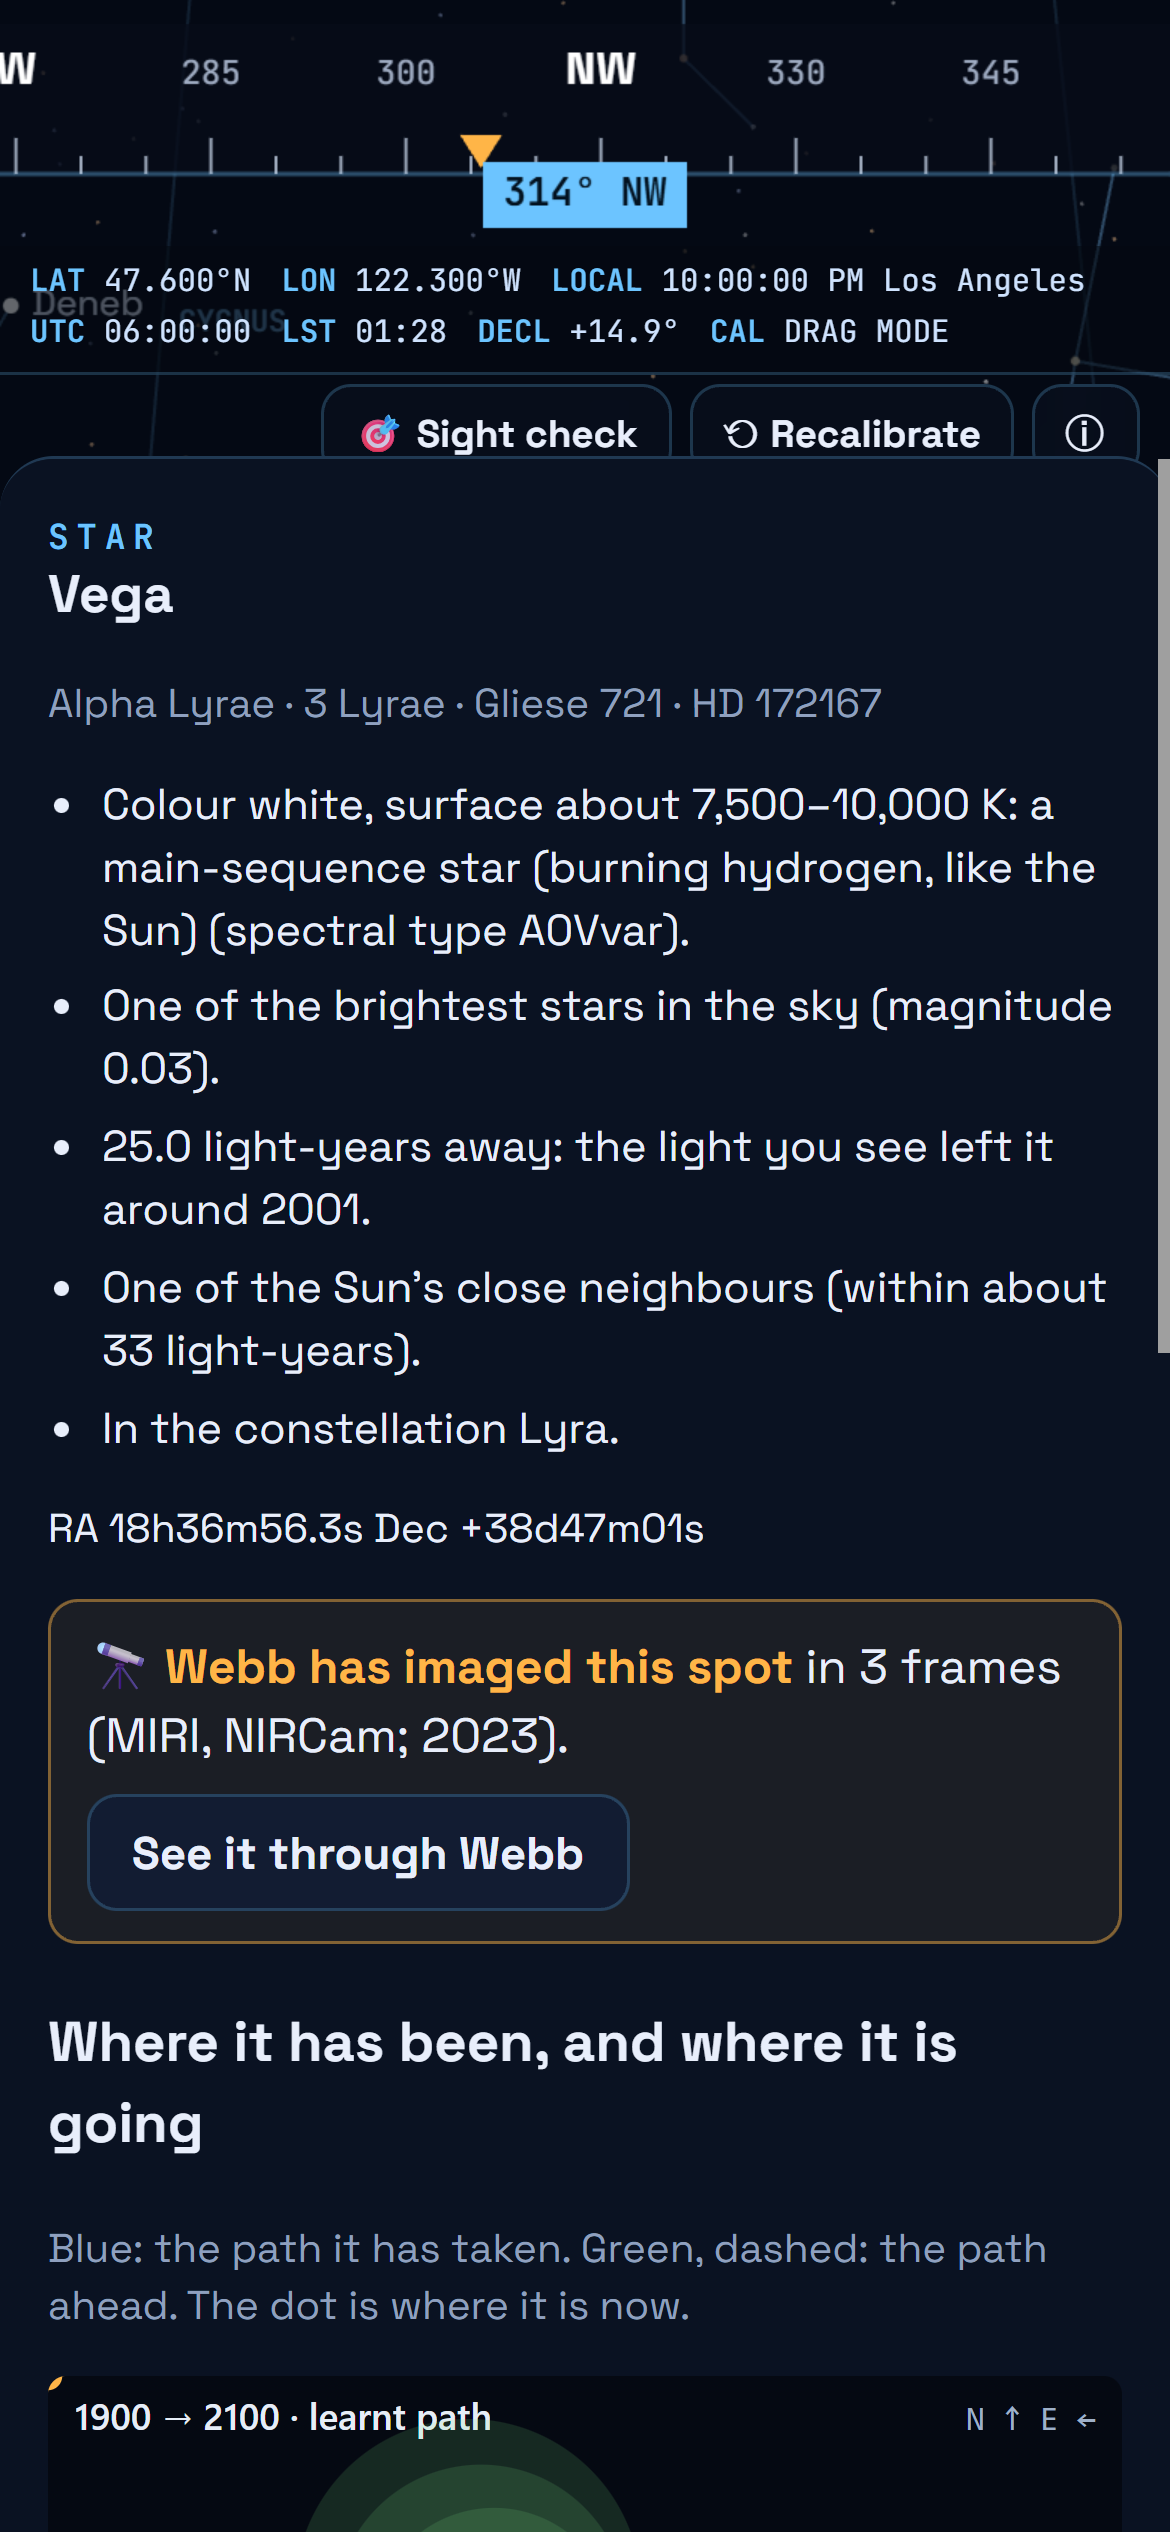 W 285 300 NW 330 345
314° NW
LAT 47.600°N LON 122.300°W LOCAL 10:00:00 PM Los Angeles
Deneb CYGNUS
UTC 06:00:00 LST 01:28 DECL +14.9° CAL DRAG MODE
🎯 Sight check ⟲ Recalibrate ⓘ
STAR
Vega
Alpha Lyrae · 3 Lyrae · Gliese 721 · HD 172167
• Colour white, surface about 7,500–10,000 K: a
main-sequence star (burning hydrogen, like the
Sun) (spectral type A0Vvar).
• One of the brightest stars in the sky (magnitude
0.03).
• 25.0 light-years away: the light you see left it
around 2001.
• One of the Sun’s close neighbours (within about
33 light-years).
• In the constellation Lyra.
RA 18h36m56.3s Dec +38d47m01s
🔭 Webb has imaged this spot in 3 frames
(MIRI, NIRCam; 2023).
See it through Webb
Where it has been, and where it is
going
Blue: the path it has taken. Green, dashed: the path
ahead. The dot is where it is now.
1900 → 2100 · learnt path N ↑ E ←